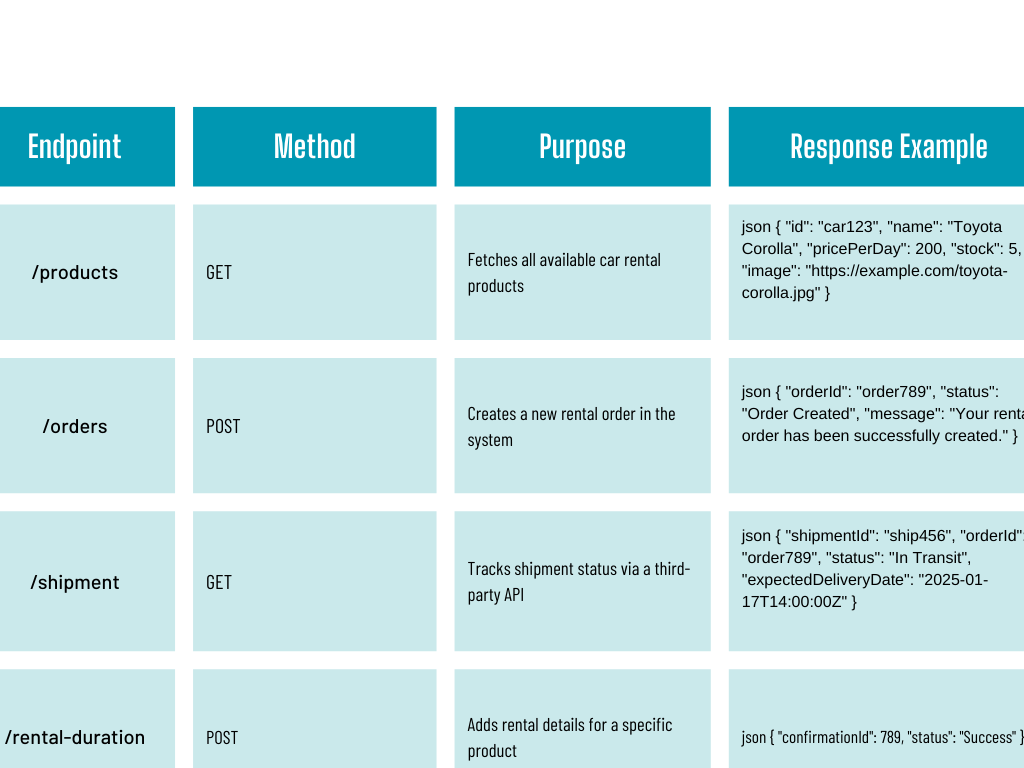 Endpoint
Method
Purpose
Response Example
/products
GET
Fetches all available car rental
products
json { "id": "car123", "name": "Toyota
Corolla", "pricePerDay": 200, "stock": 5,
"image": "https://example.com/toyota-
corolla.jpg" }
/orders
POST
Creates a new rental order in the
system
json { "orderId": "order789", "status":
"Order Created", "message": "Your
order has been successfully created." }
/shipment
GET
Tracks shipment status via a third-
party API
json { "shipmentId": "ship456", "orderId":
"order789", "status": "In Transit",
"expectedDeliveryDate": "2025-01-
17T14:00:00Z" }
/rental-duration
POST
Adds rental details for a specific
product
json { "confirmationId": 789, "status": "Success" }